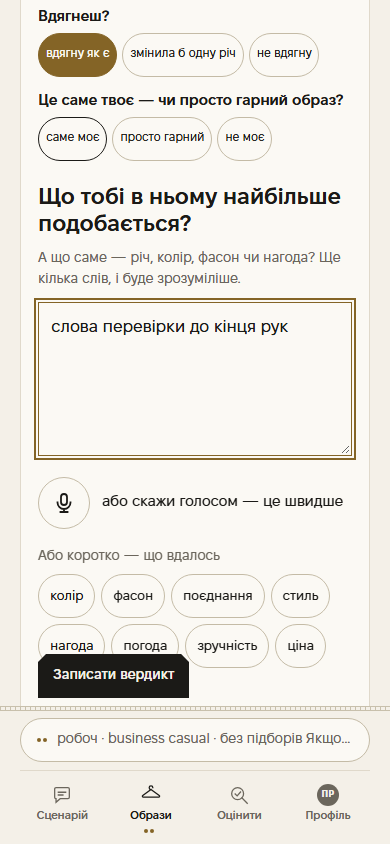 Вдягнеш?
вдягну як є
змінила б одну річ
не вдягну
Це саме твоє — чи просто гарний образ?
саме моє
просто гарний
не моє
Що тобі в ньому найбільше
подобається?
А що саме — річ, колір, фасон чи нагода? Ще
кілька слів, і буде зрозуміліше.
слова перевірки до кінця рук
або скажи голосом — це швидше
Або коротко — що вдалось
колір
фасон
поєднання
стиль
нагода
погода
зручність
ціна
Записати вердикт
робоч · business casual · без підборів Якщо...
Сценарій
Образи
Оцінити
ПР
Профіль